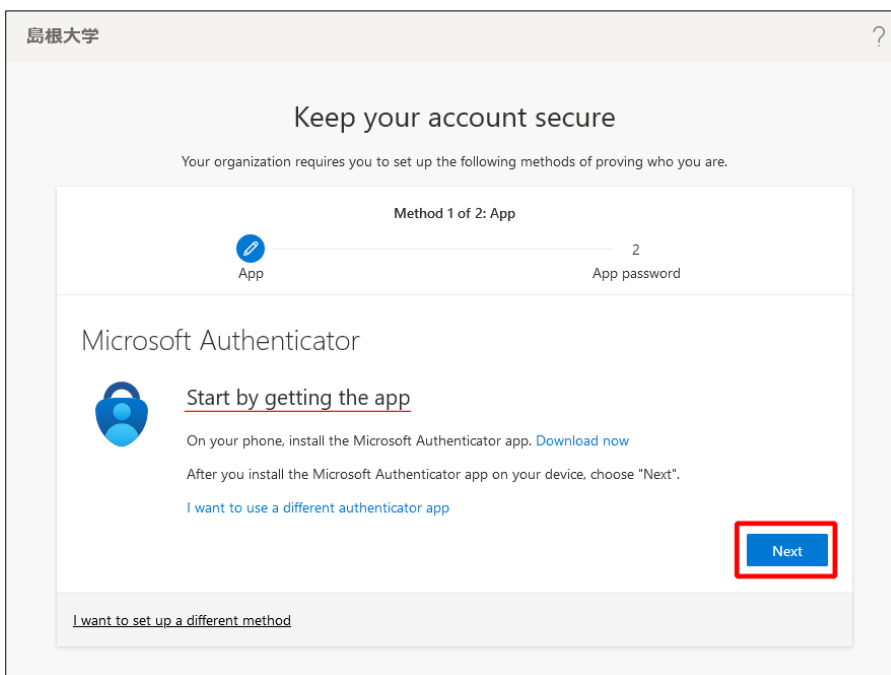 島根大学
?
Keep your account secure
Your organization requires you to set up the following methods of proving who you are.
Method 1 of 2: App
2
App
App password
Microsoft Authenticator
Start by getting the app
On your phone, install the Microsoft Authenticator app. Download now
After you install the Microsoft Authenticator app on your device, choose "Next".
I want to use a different authenticator app
Next
I want to set up a different method